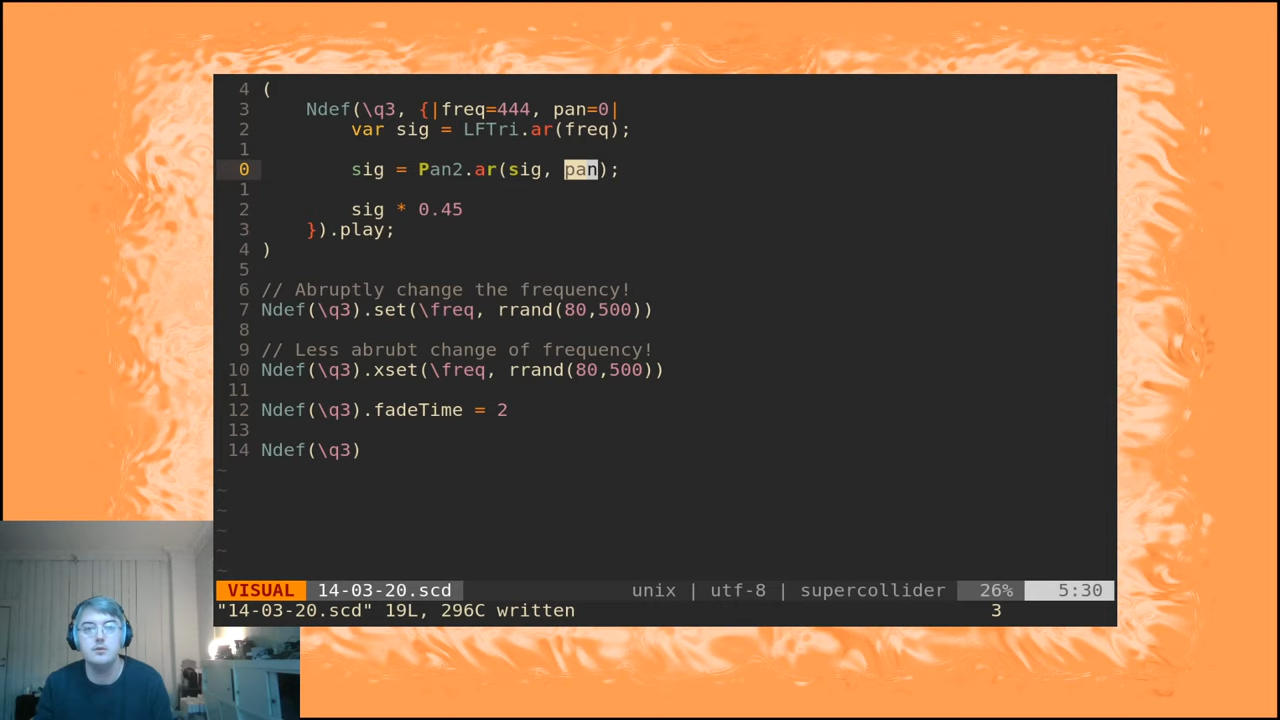 4 (
3 Ndef(\q3, {|freq=444, pan=0|
2 var sig = LFTri.ar(freq);
1
0 sig = Pan2.ar(sig, pan);
1
2 sig * 0.45
3 }).play;
4 )
5
6 // Abruptly change the frequency!
7 Ndef(\q3).set(\freq, rrand(80,500))
8
9 // Less abrubt change of frequency!
10 Ndef(\q3).xset(\freq, rrand(80,500))
11
12 Ndef(\q3).fadeTime = 2
13
14 Ndef(\q3)
~
~
~
~
~
~
VISUAL 14-03-20.scd unix | utf-8 | supercollider 26% 5:30
"14-03-20.scd" 19L, 296C written 3